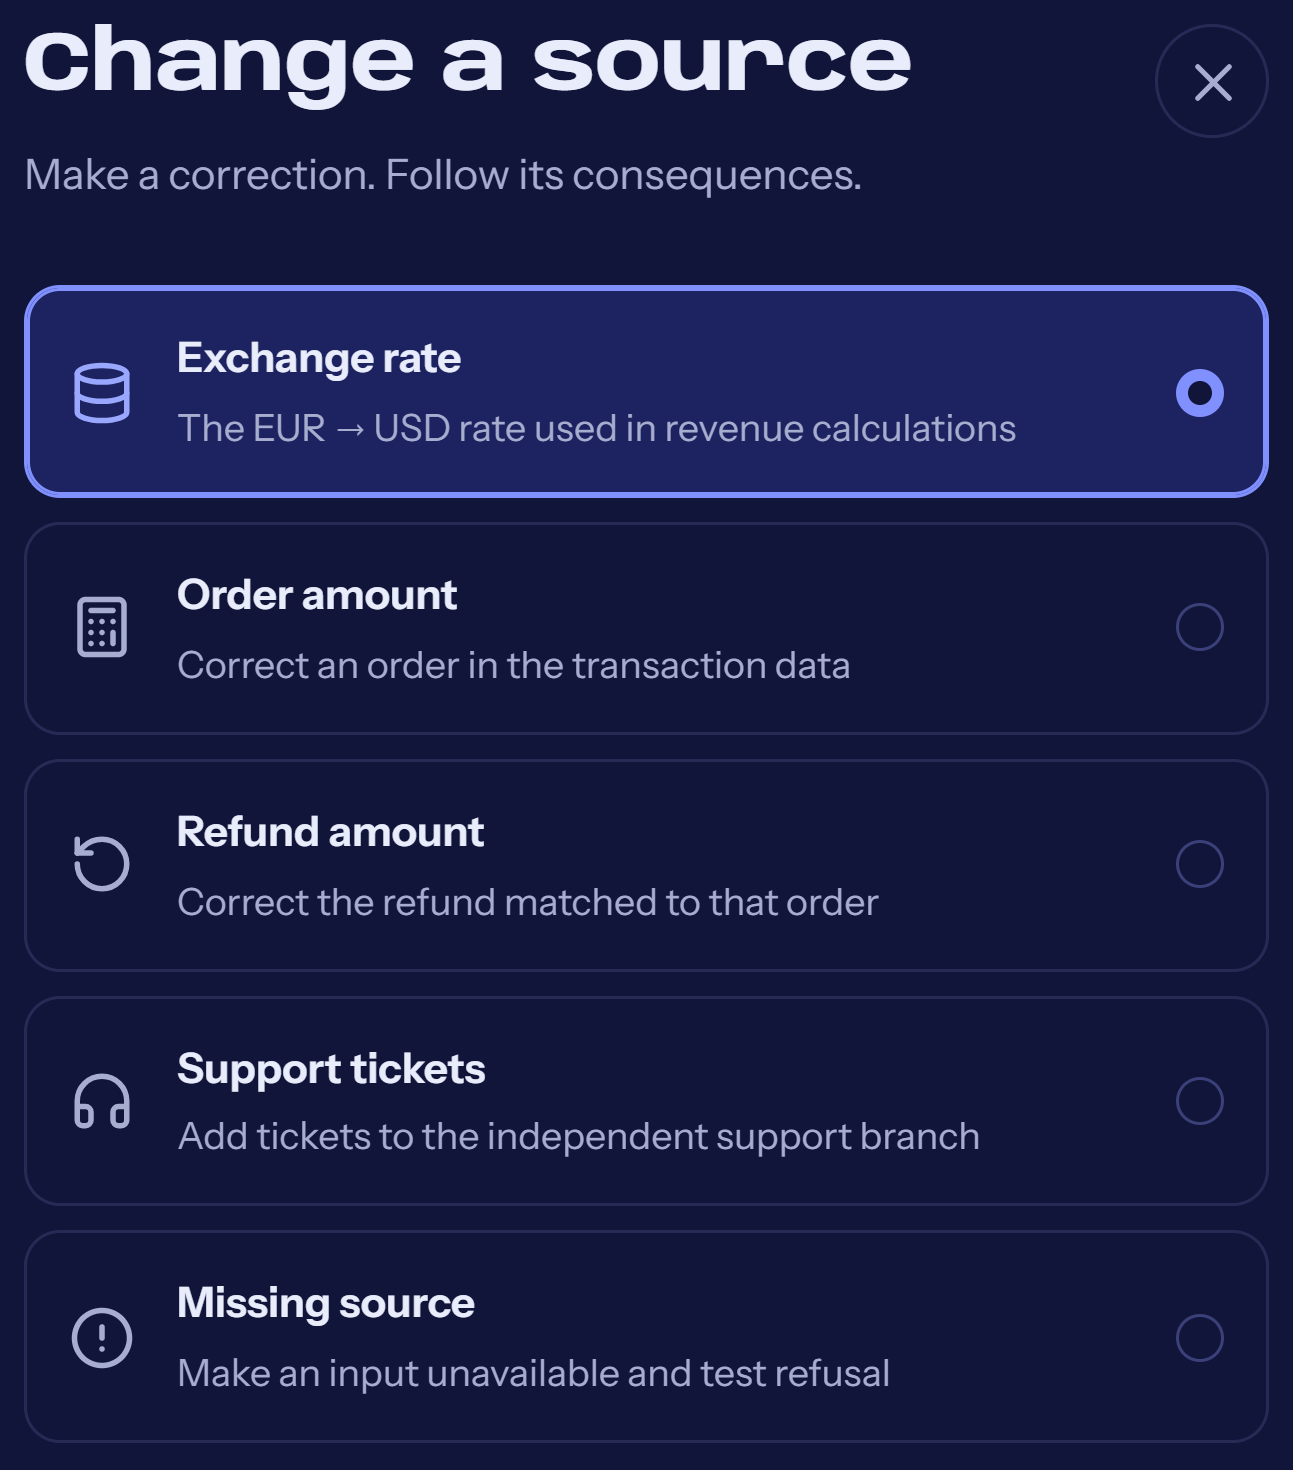 Change a source
Make a correction. Follow its consequences.
Exchange rate
The EUR → USD rate used in revenue calculations
Order amount
Correct an order in the transaction data
Refund amount
Correct the refund matched to that order
Support tickets
Add tickets to the independent support branch
Missing source
Make an input unavailable and test refusal